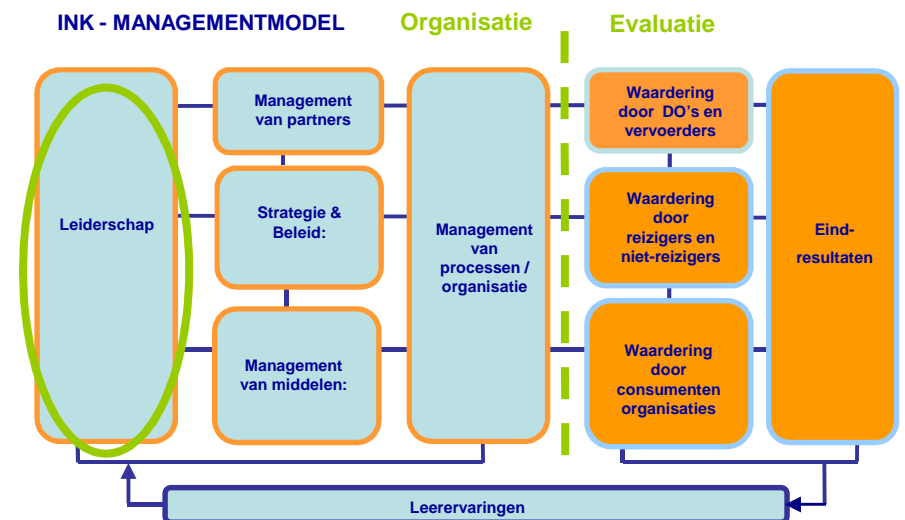 INK - MANAGEMENTMODEL
Organisatie
Evaluatie
Leiderschap
Management
van partners
Strategie &
Beleid:
Management
van middelen:
Management
van
processen /
organisatie
Waardering
door DO's en
vervoerders
Waardering
door
reizigers en
niet-reizigers
Waardering
door
consumenten
organisaties
Eind-
resultaten
Leerervaringen